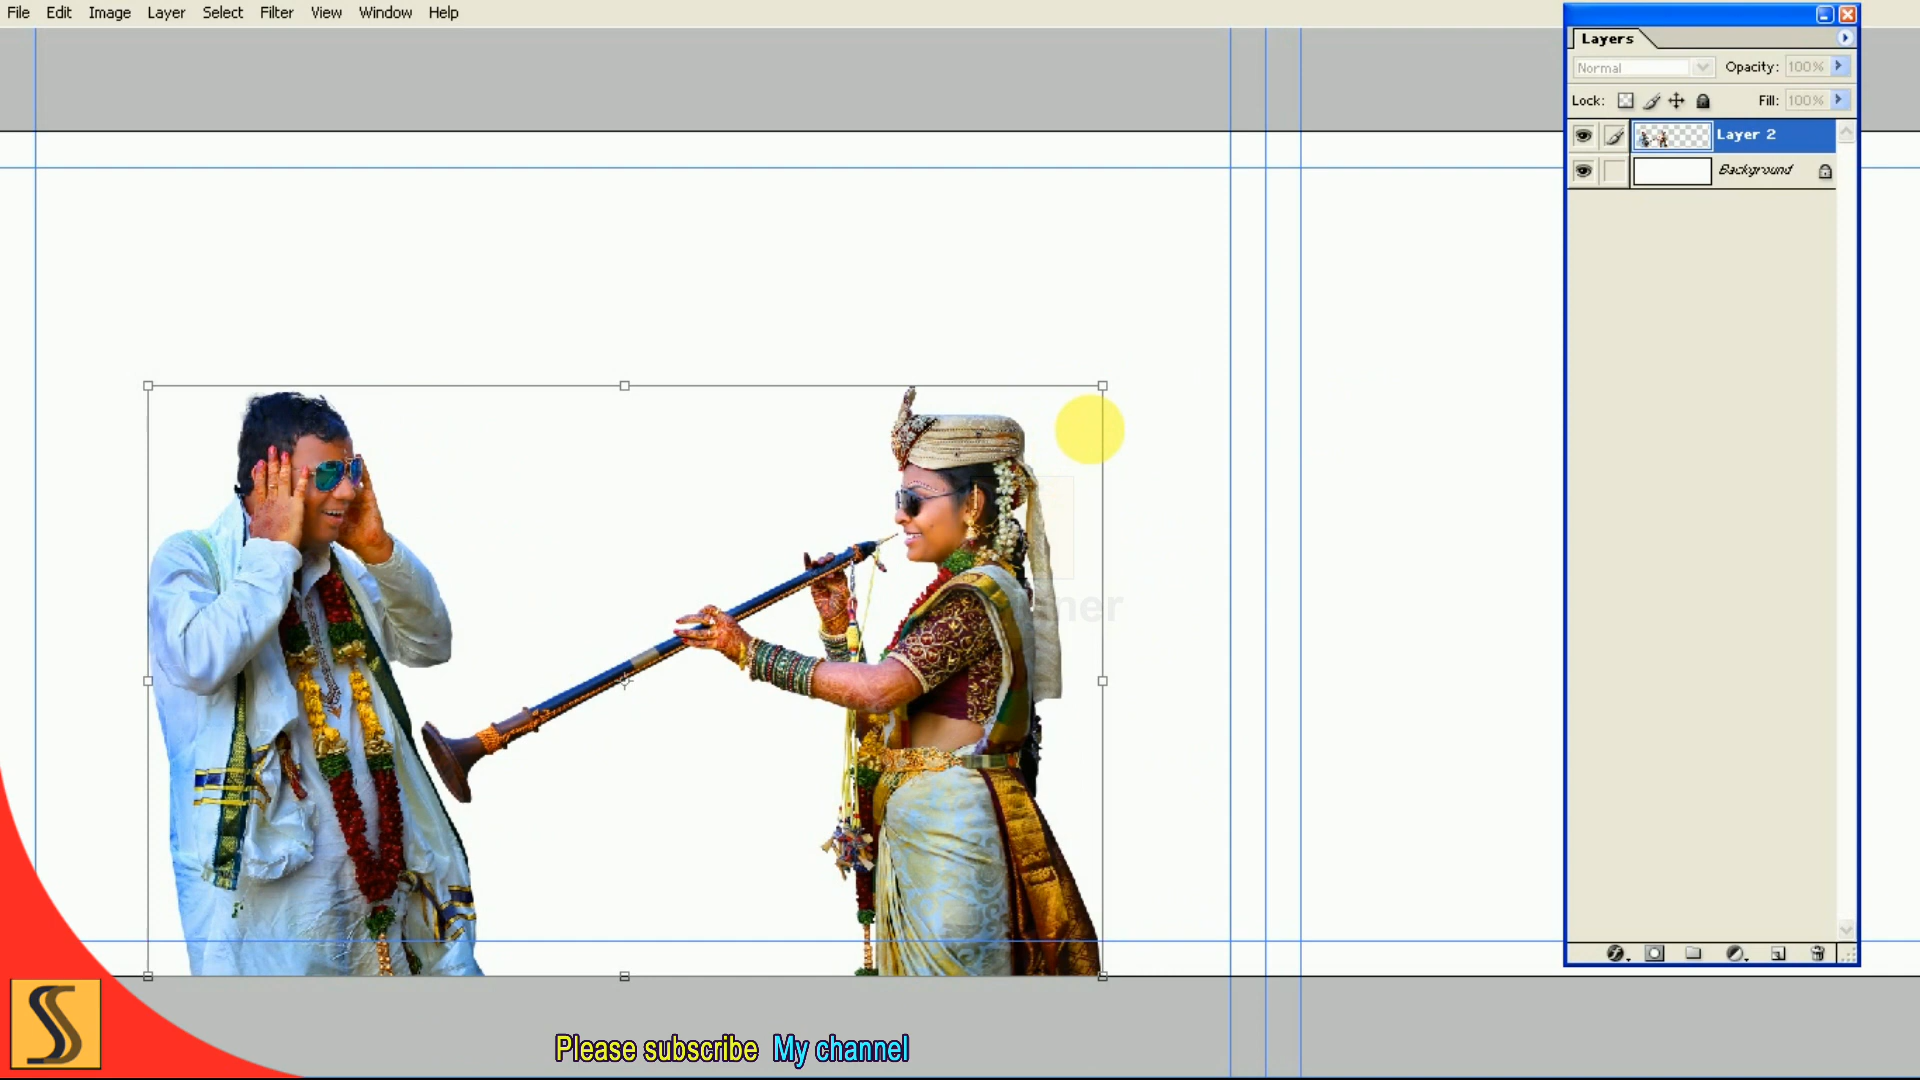 File Edit Image Layer Select Filter View Window Help
Layers
Normal Opacity: 100%
Lock: Fill: 100%
Layer 2
Background
Please subscribe My channel